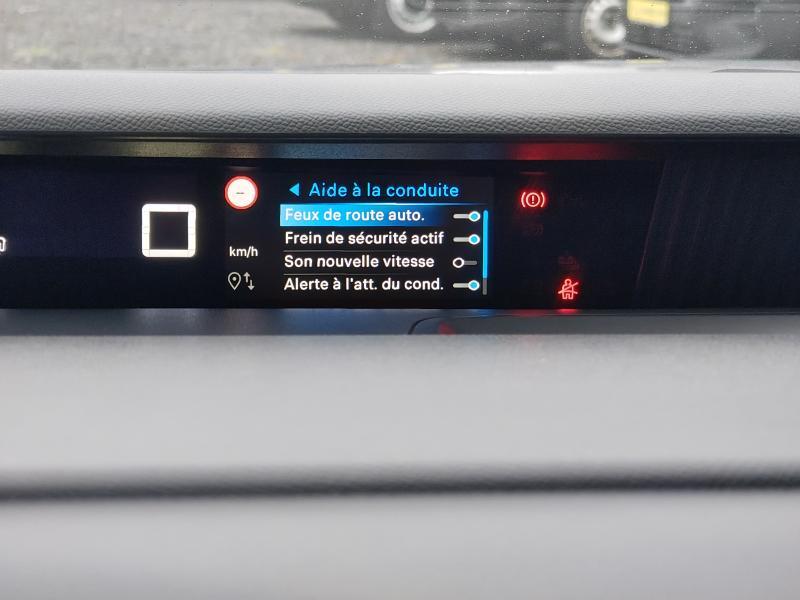 Aide à la conduite
Feux de route auto.
Frein de sécurité actif
Son nouvelle vitesse
Alerte à l'att. du cond.
km/h